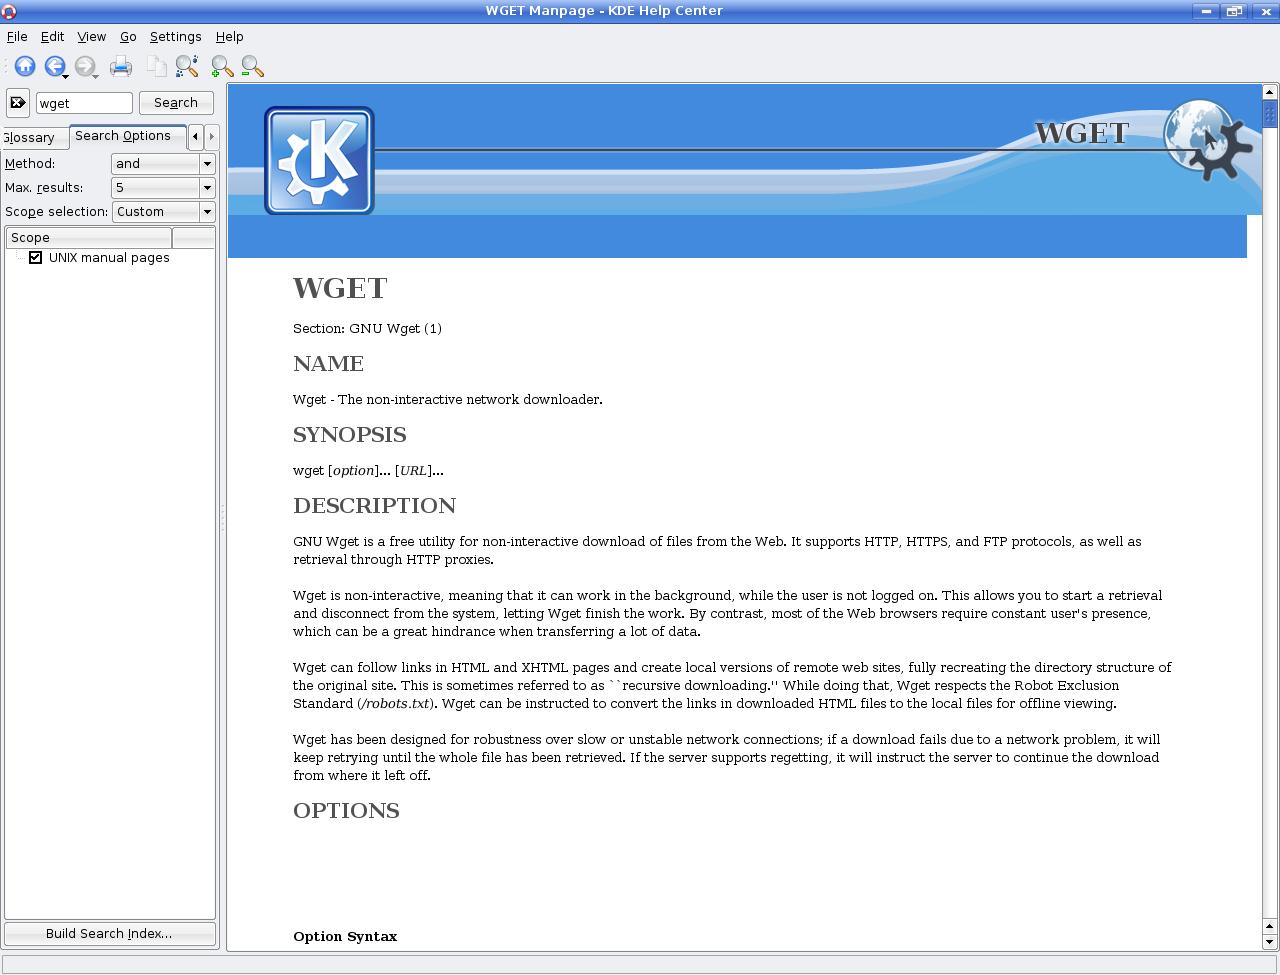 WGET Manpage - KDE Help Center
File Edit View Go Settings Help
wget Search
Glossary Search Options
Method: and
Max. results: 5
Scope selection: Custom
Scope
UNIX manual pages
Build Search Index...
WGET
WGET
Section: GNU Wget (1)
NAME
Wget - The non-interactive network downloader.
SYNOPSIS
wget [option]... [URL]...
DESCRIPTION
GNU Wget is a free utility for non-interactive download of files from the Web. It supports HTTP, HTTPS, and FTP protocols, as well as
retrieval through HTTP proxies.
Wget is non-interactive, meaning that it can work in the background, while the user is not logged on. This allows you to start a retrieval
and disconnect from the system, letting Wget finish the work. By contrast, most of the Web browsers require constant user's presence,
which can be a great hindrance when transferring a lot of data.
Wget can follow links in HTML and XHTML pages and create local versions of remote web sites, fully recreating the directory structure of
the original site. This is sometimes referred to as ``recursive downloading.'' While doing that, Wget respects the Robot Exclusion
Standard (/robots.txt). Wget can be instructed to convert the links in downloaded HTML files to the local files for offline viewing.
Wget has been designed for robustness over slow or unstable network connections; if a download fails due to a network problem, it will
keep retrying until the whole file has been retrieved. If the server supports regetting, it will instruct the server to continue the download
from where it left off.
OPTIONS
Option Syntax